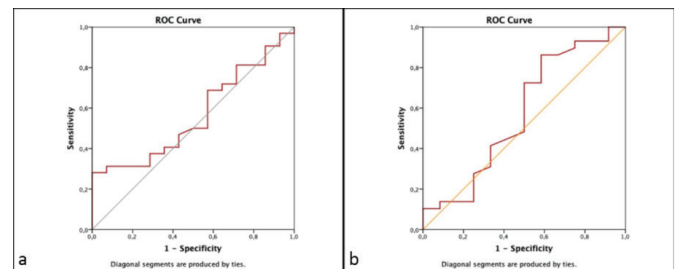 ROC Curve
1,0
0,8
0,6
0,4
0,2
0,0
Sensitivity
0,0 0,2 0,4 0,6 0,8 1,0
1 - Specificity
Diagonal segments are produced by ties.
a
ROC Curve
1,0
0,8
0,6
0,4
0,2
0,0
Sensitivity
0,0 0,2 0,4 0,6 0,8 1,0
1 - Specificity
Diagonal segments are produced by ties.
b